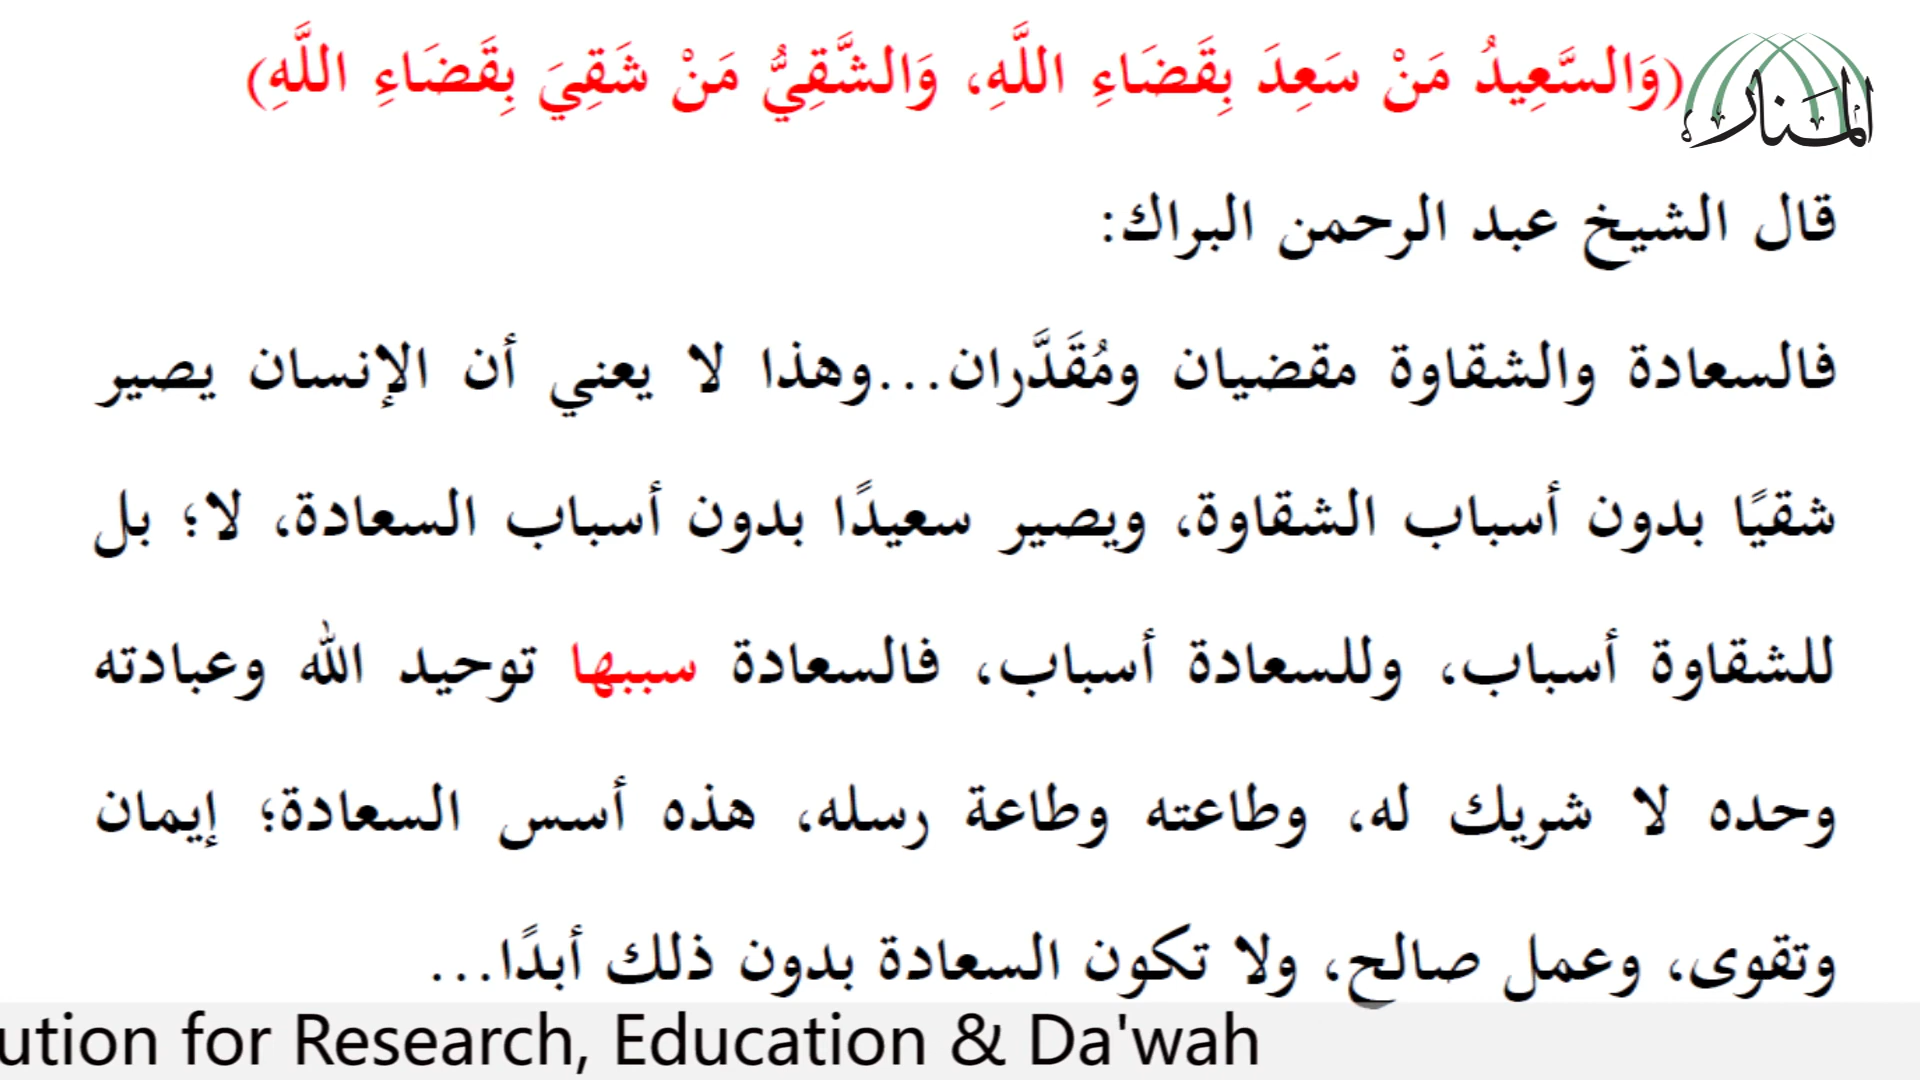 (وَالسَّعِيدُ مَنْ سَعِدَ بِقَضَاءِ اللَّهِ، وَالشَّقِيُّ مَنْ شَقِيَ بِقَضَاءِ اللَّهِ)
المنار
قال الشيخ عبد الرحمن البراك:
فالسعادة والشقاوة مقضيان ومُقَدَّران...وهذا لا يعني أن الإنسان يصير
شقيًا بدون أسباب الشقاوة، ويصير سعيدًا بدون أسباب السعادة، لا؛ بل
للشقاوة أسباب، وللسعادة أسباب، فالسعادة سببها توحيد الله وعبادته
وحده لا شريك له، وطاعته وطاعة رسله، هذه أسس السعادة؛ إيمان
وتقوى، وعمل صالح، ولا تكون السعادة بدون ذلك أبدًا...
ution for Research, Education & Da'wah